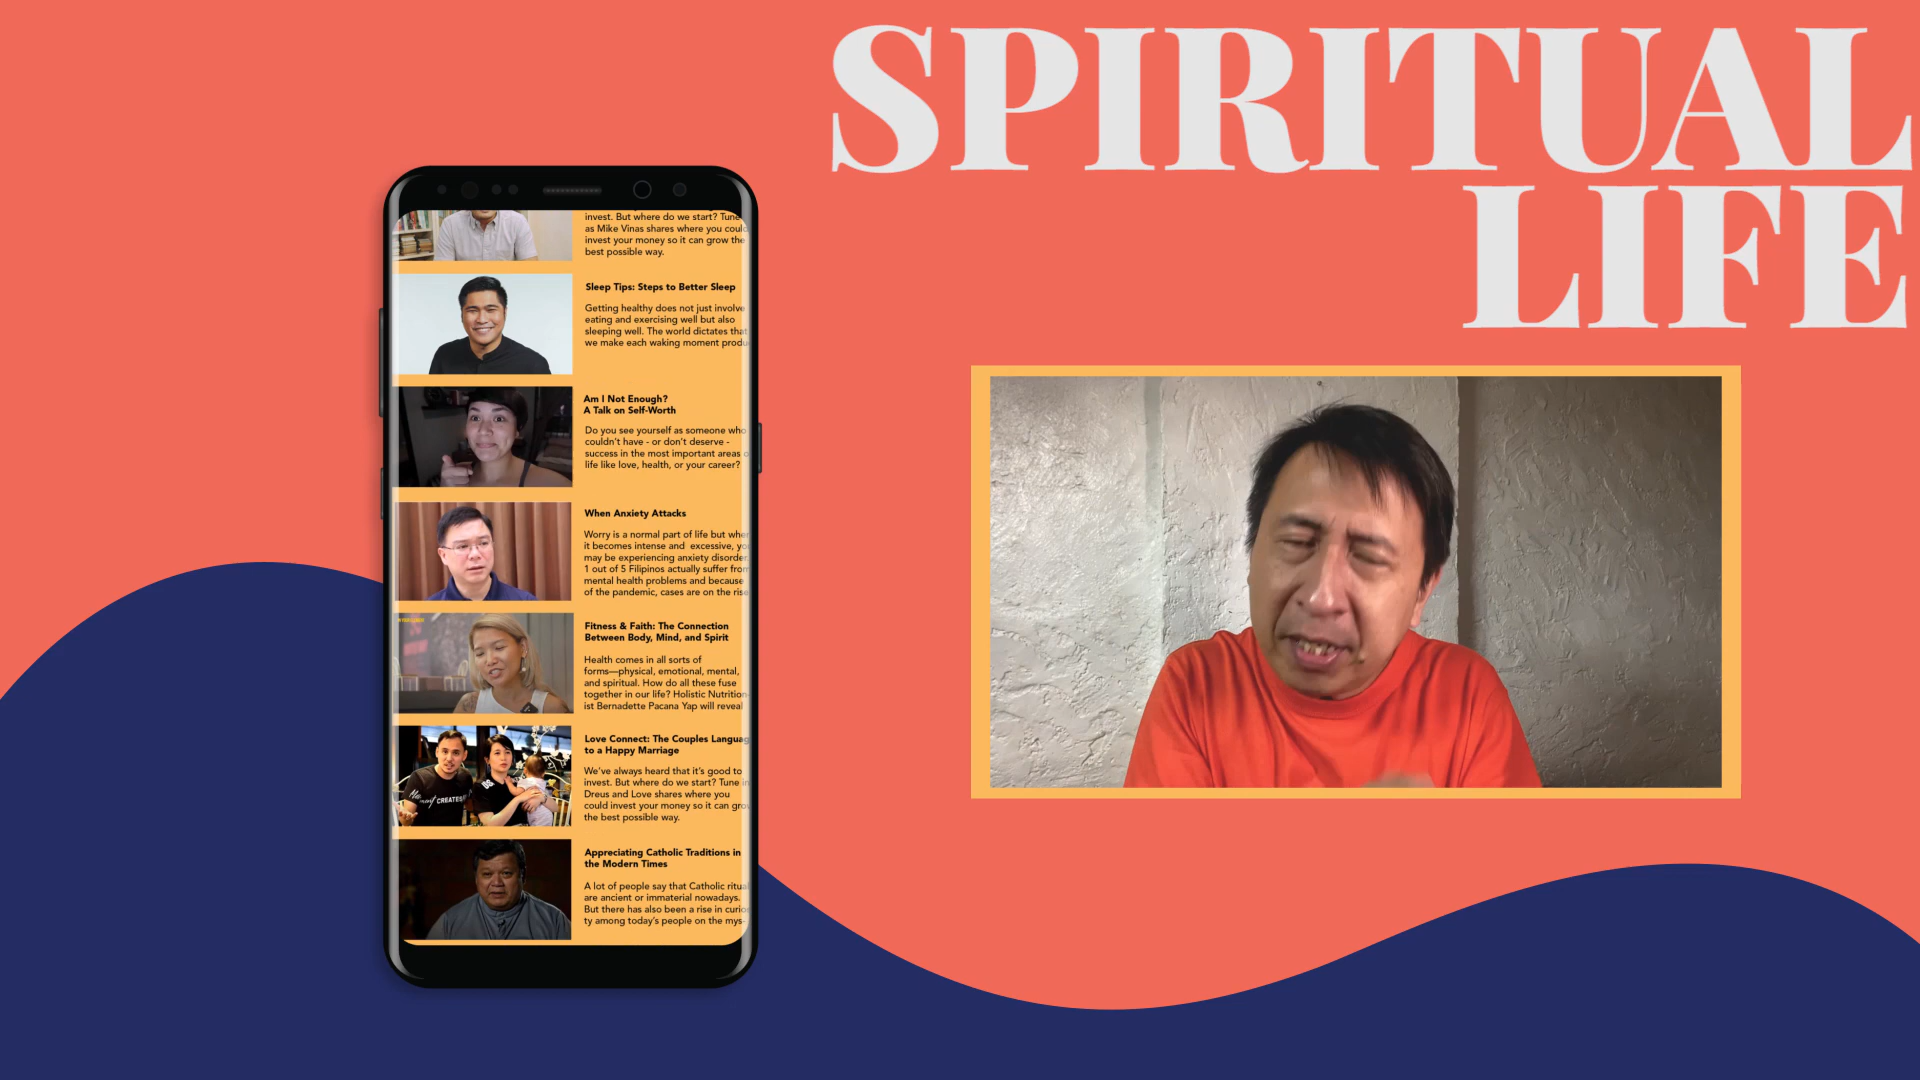 SPIRITUAL
LIFE
invest. But where do we start? Tune
as Mike Vinas shares where you could
invest your money so it can grow the
best possible way.
Sleep Tips: Steps to Better Sleep
Getting healthy does not just involve
eating and exercising well but also
sleeping well. The world dictates that
we make each waking moment produ
Am I Not Enough?
A Talk on Self-Worth
Do you see yourself as someone who
couldn't have - or don't deserve -
success in the most important areas o
life like love, health, or your career?
When Anxiety Attacks
Worry is a normal part of life but when
it becomes intense and excessive, you
may be experiencing anxiety disorder.
1 out of 5 Filipinos actually suffer from
mental health problems and because
of the pandemic, cases are on the rise
Fitness & Faith: The Connection
Between Body, Mind, and Spirit
Health comes in all sorts of
forms—physical, emotional, mental,
and spiritual. How do all these fuse
together in our life? Holistic Nutrition-
ist Bernadette Pacana Yap will reveal
Love Connect: The Couples Languag
to a Happy Marriage
We've always heard that it's good to
invest. But where do we start? Tune in
Dreus and Love shares where you
could invest your money so it can grow
the best possible way.
CREATES
Appreciating Catholic Traditions in
the Modern Times
A lot of people say that Catholic ritual
are ancient or immaterial nowadays.
But there has also been a rise in curio
ty among today's people on the mys-